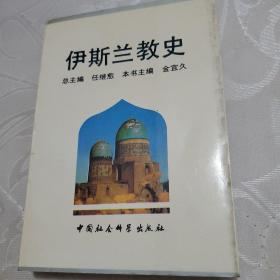 伊斯兰教史
总主编 任继愈 本书主编 金宜久
中国社会科学出版社